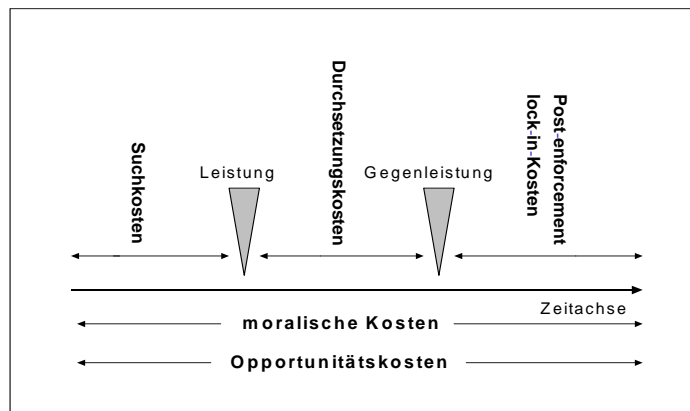 Suchkosten
Leistung
Durchsetzungskosten
Gegenleistung
Post-enforcement
lock-in-Kosten
Zeitachse
moralische Kosten
Opportunitätskosten